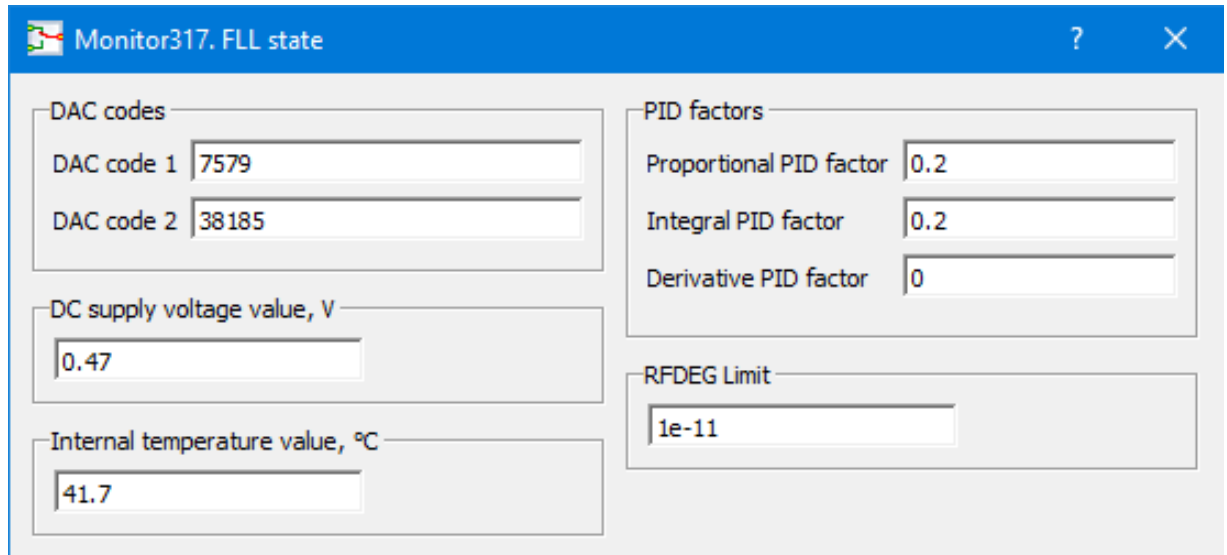 Monitor317. FLL state
?
DAC codes
DAC code 1 7579
DAC code 2 38185
DC supply voltage value, V
0.47
Internal temperature value, °C
41.7
PID factors
Proportional PID factor 0.2
Integral PID factor 0.2
Derivative PID factor 0
RFDEG Limit
1e-11